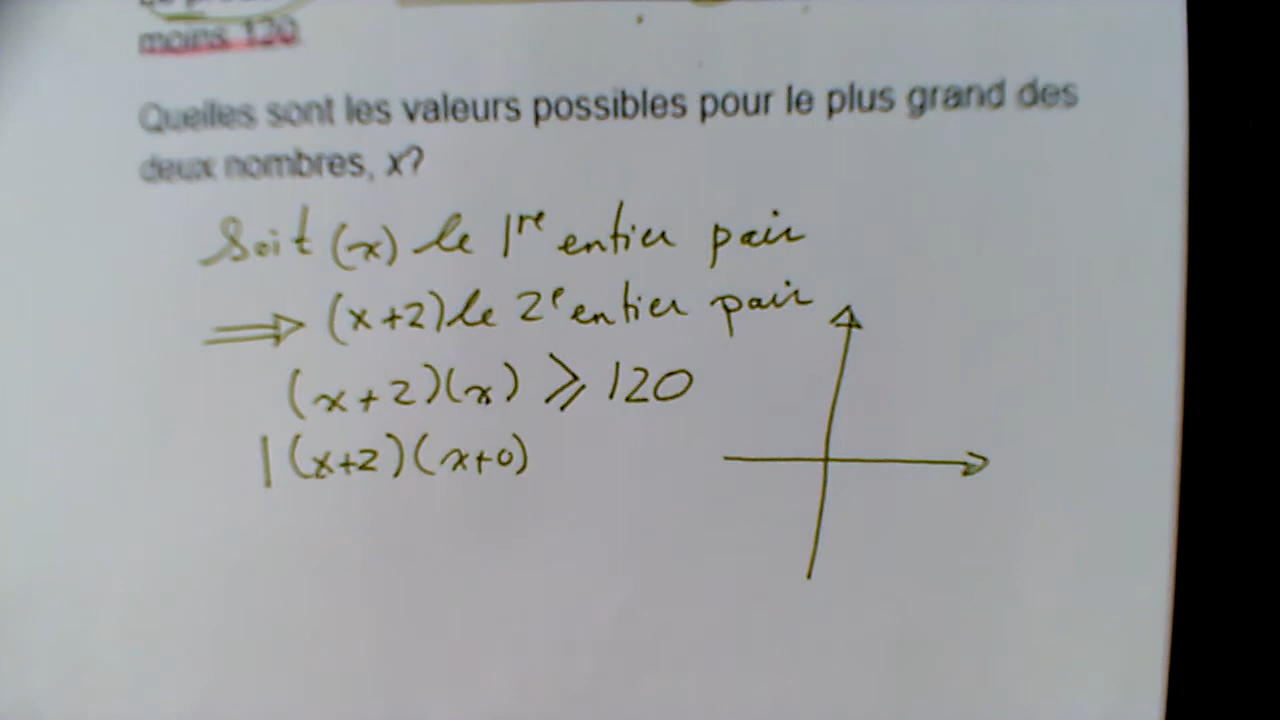 moins 120
Quelles sont les valeurs possibles pour le plus grand des
deux nombres, x?
Soit (x) le 1re entier pair
⟹ (x+2) le 2e entier pair
(x+2)(x) ⩾ 120
1(x+2)(x+0)